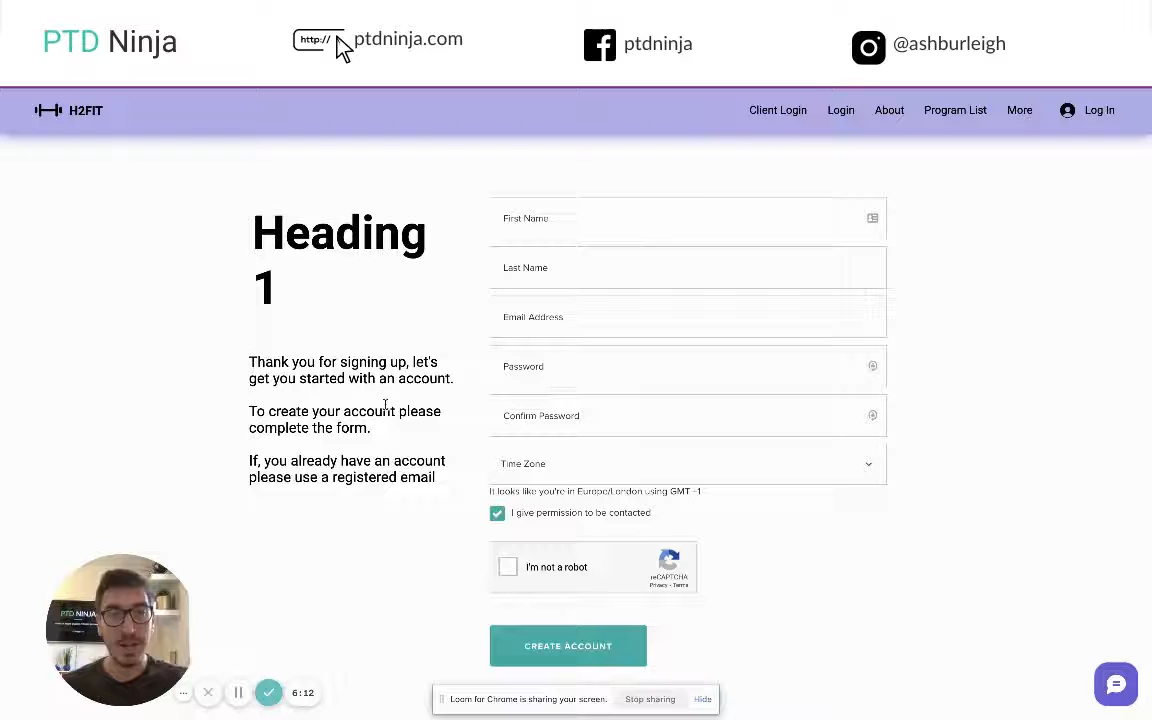 PTD Ninja
http://
ptdninja.com
ptdninja
@ashburleigh
H2FIT
Client Login
Login
About
Program List
More
Log In
Heading
1
Thank you for signing up, let's
get you started with an account.
To create your account please
complete the form.
If, you already have an account
please use a registered email
First Name
Last Name
Email Address
Password
Confirm Password
Time Zone
It looks like you're in Europe/London using GMT -1
I give permission to be contacted
I'm not a robot
reCAPTCHA
Privacy - Terms
CREATE ACCOUNT
PTD NINJA
6:12
Loom for Chrome is sharing your screen.
Stop sharing
Hide